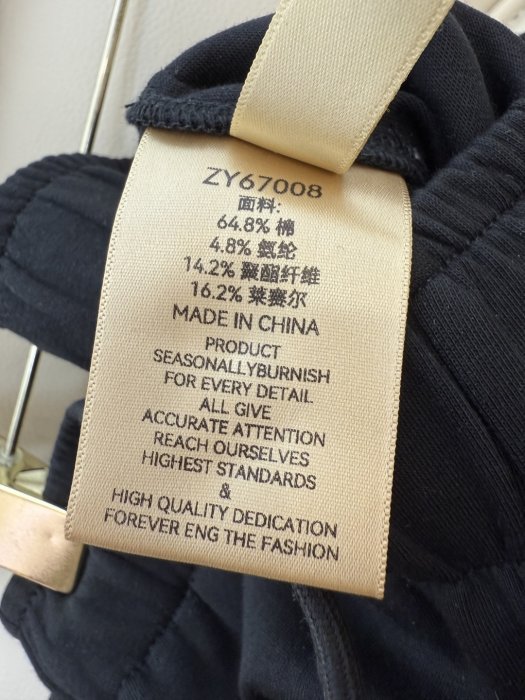 ZY67008
面料:
64.8% 棉
4.8% 氨纶
14.2% 聚酯纤维
16.2% 莱赛尔
MADE IN CHINA
PRODUCT
SEASONALLYBURNISH
FOR EVERY DETAIL
ALL GIVE
ACCURATE ATTENTION
REACH OURSELVES
HIGHEST STANDARDS
&
HIGH QUALITY DEDICATION
FOREVER ENG THE FASHION